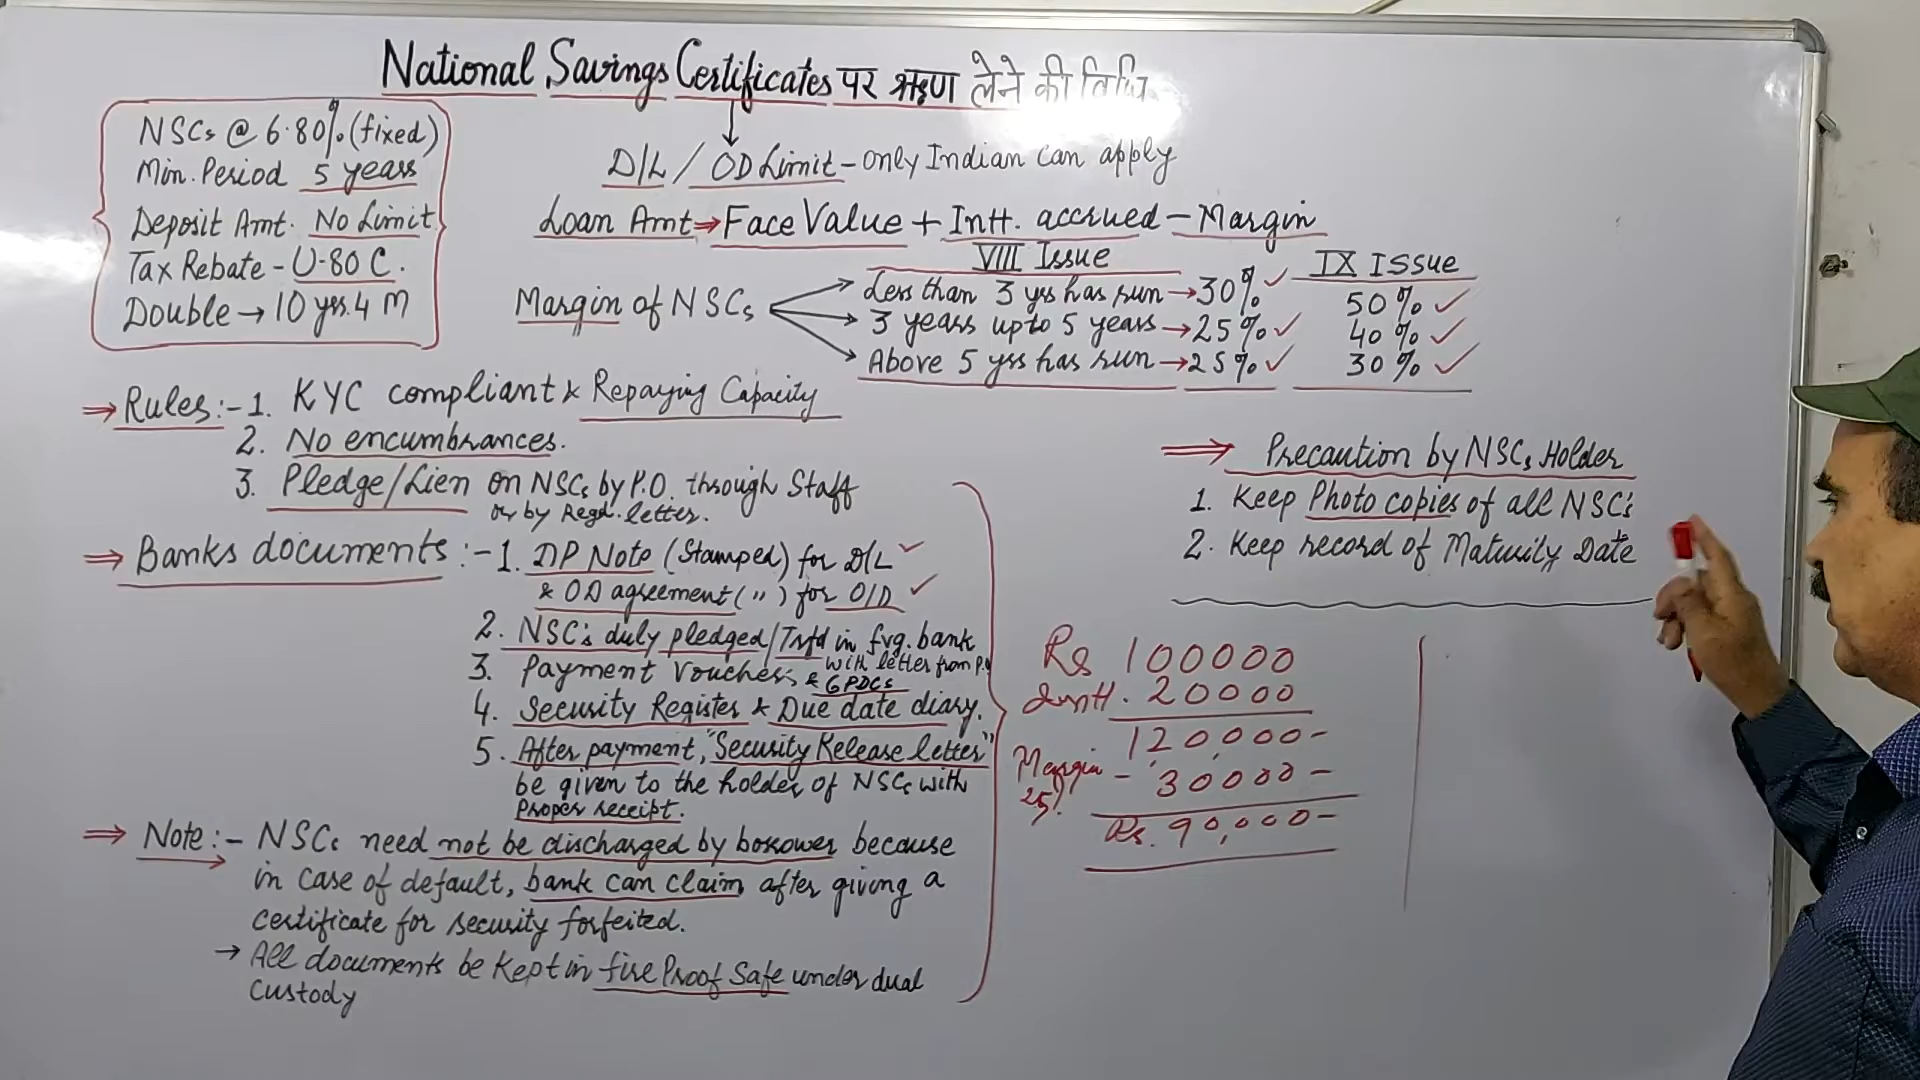 National Savings Certificates पर ऋण लेने की विधि
NSCs @ 6.80% (fixed)
Min. Period 5 years
Deposit Amt. No Limit
Tax Rebate - U-80 C.
Double → 10 yrs. 4 M
D/L / OD Limit - only Indian can apply
Loan Amt ⇒ Face Value + Intt. accrued - Margin
VIII Issue IX Issue
Margin of NSCs
Less than 3 yrs has run → 30% ✓ 50% ✓
3 years upto 5 years → 25% ✓ 40% ✓
Above 5 yrs has run → 25% ✓ 30% ✓
⇒ Rules :- 1. KYC compliant & Repaying Capacity
2. No encumbrances.
3. Pledge/Lien on NSCs by P.O. through Staff
or by Regd. letter.
⇒ Banks documents :- 1. DP Note (Stamped) for D/L ✓
& OD agreement ( " ) for O/D ✓
2. NSC's duly pledged/Trfd in fvg. bank
with letter from P.O
3. Payment Vouchers & 6 PDCs
4. Security Register & Due date diary.
5. After payment, "Security Release letter"
be given to the holder of NSCs with
Proper receipt.
⇒ Note :- NSCs need not be discharged by borrower because
in case of default, bank can claim after giving a
certificate for security forfeited.
→ All documents be kept in fire Proof Safe under dual
custody
⇒ Precaution by NSCs Holder
1. Keep Photo copies of all NSC's
2. Keep record of Maturity Date
Rs 100000
Intt. 20000
120,000-
Margin 25% - 30000-
Rs. 90,000-